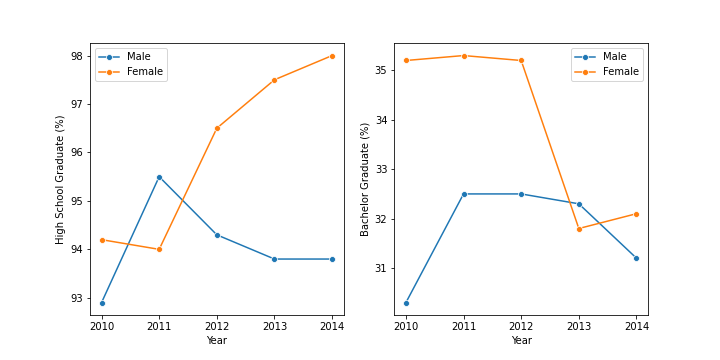 Male
Female
98
97
96
95
94
93
High School Graduate (%)
2010 2011 2012 2013 2014
Year
Male
Female
35
34
33
32
31
Bachelor Graduate (%)
2010 2011 2012 2013 2014
Year